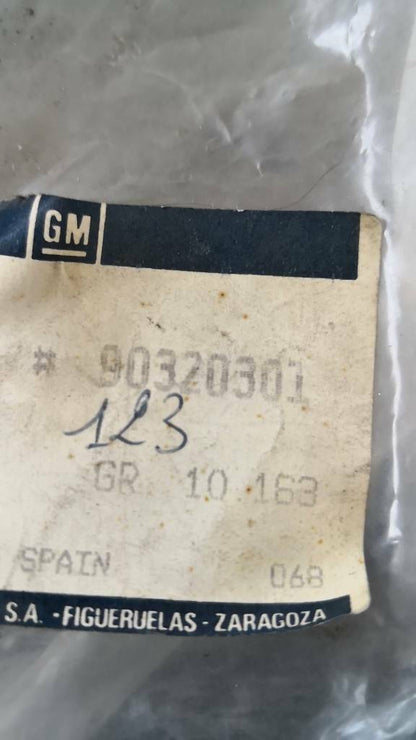 GM
# 90320301
123
GR 10 163
SPAIN 068
S.A. - FIGUERUELAS - ZARAGOZA